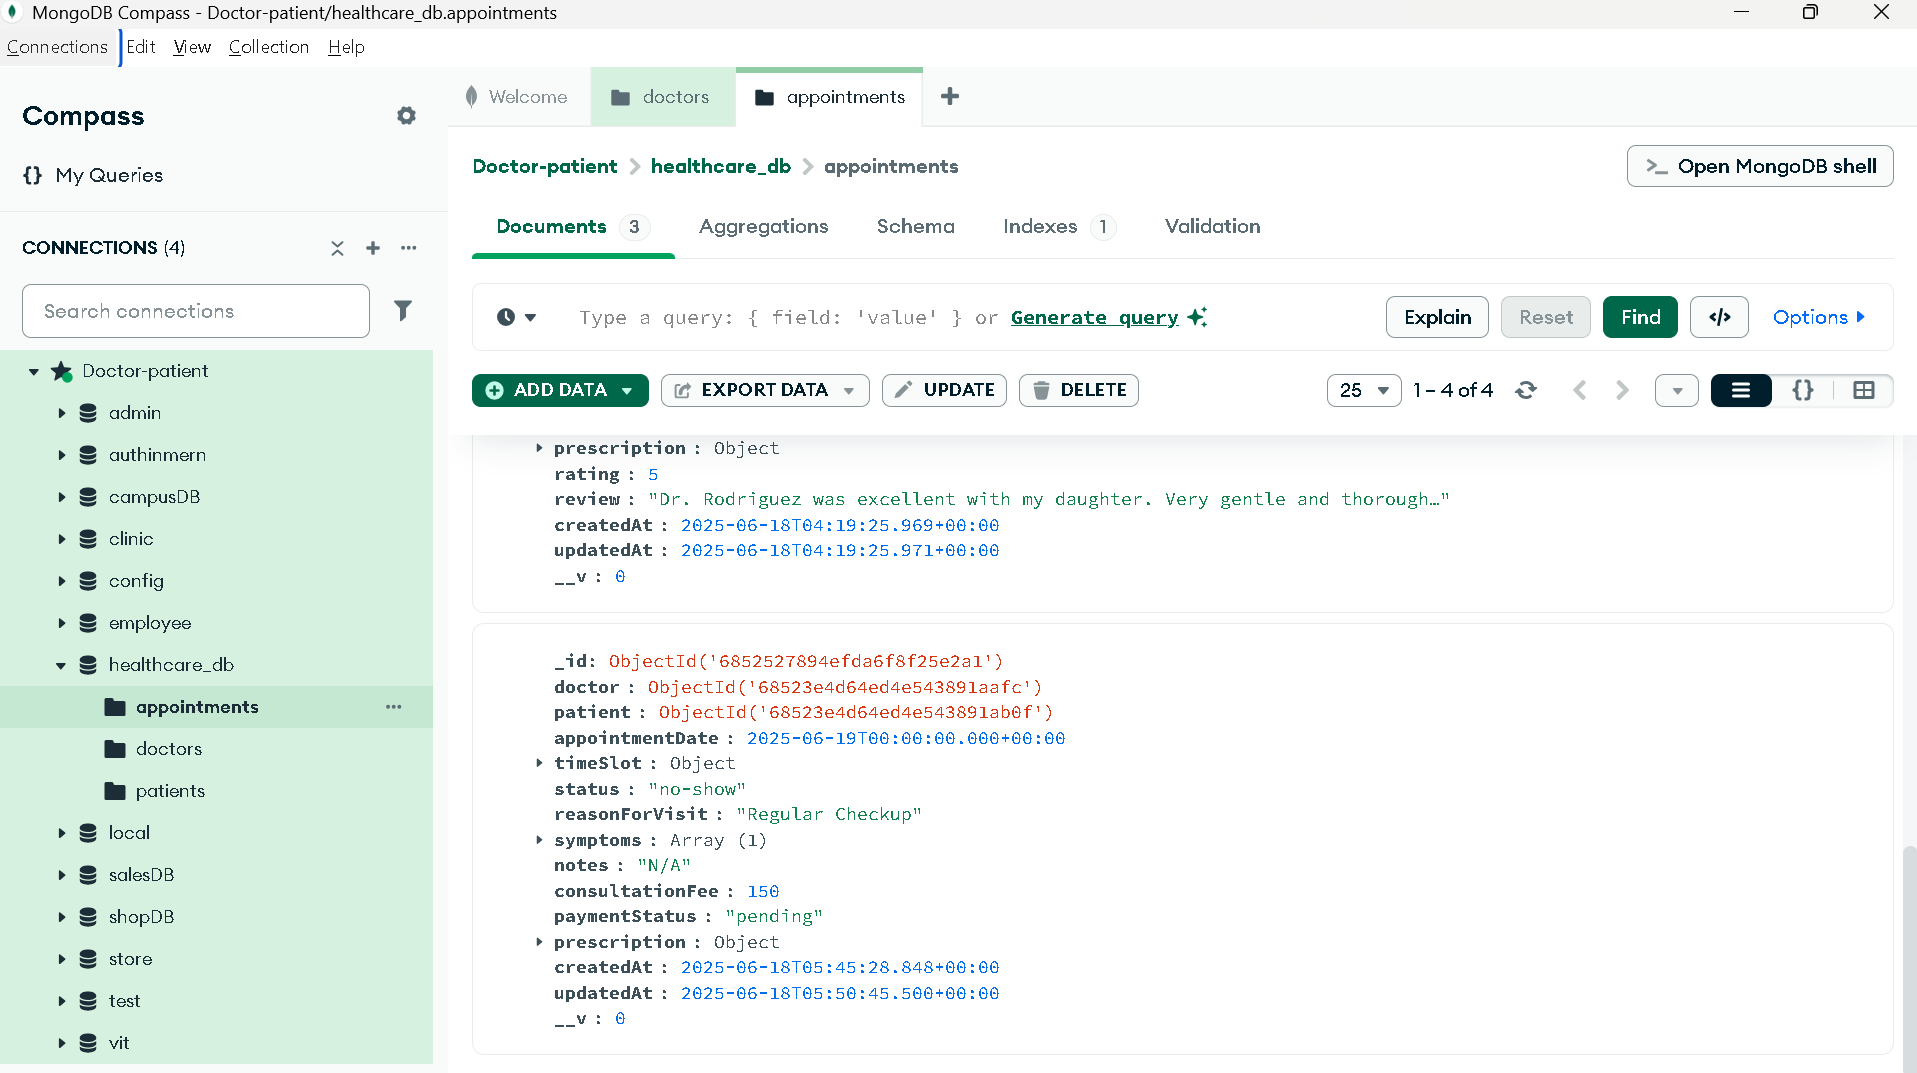 MongoDB Compass - Doctor-patient/healthcare_db.appointments
Connections Edit View Collection Help
Compass
My Queries
CONNECTIONS (4)
Search connections
Doctor-patient
admin
authinmern
campusDB
clinic
config
employee
healthcare_db
appointments
doctors
patients
local
salesDB
shopDB
store
test
vit
Welcome doctors appointments
Doctor-patient > healthcare_db > appointments
>_ Open MongoDB shell
Documents 3 Aggregations Schema Indexes 1 Validation
Type a query: { field: 'value' } or Generate query
Explain Reset Find </> Options
ADD DATA EXPORT DATA UPDATE DELETE
25 1 – 4 of 4 {}
prescription : Object
rating : 5
review : "Dr. Rodriguez was excellent with my daughter. Very gentle and thorough…"
createdAt : 2025-06-18T04:19:25.969+00:00
updatedAt : 2025-06-18T04:19:25.971+00:00
__v : 0
_id: ObjectId('6852527894efda6f8f25e2a1')
doctor : ObjectId('68523e4d64ed4e543891aafc')
patient : ObjectId('68523e4d64ed4e543891ab0f')
appointmentDate : 2025-06-19T00:00:00.000+00:00
timeSlot : Object
status : "no-show"
reasonForVisit : "Regular Checkup"
symptoms : Array (1)
notes : "N/A"
consultationFee : 150
paymentStatus : "pending"
prescription : Object
createdAt : 2025-06-18T05:45:28.848+00:00
updatedAt : 2025-06-18T05:50:45.500+00:00
__v : 0